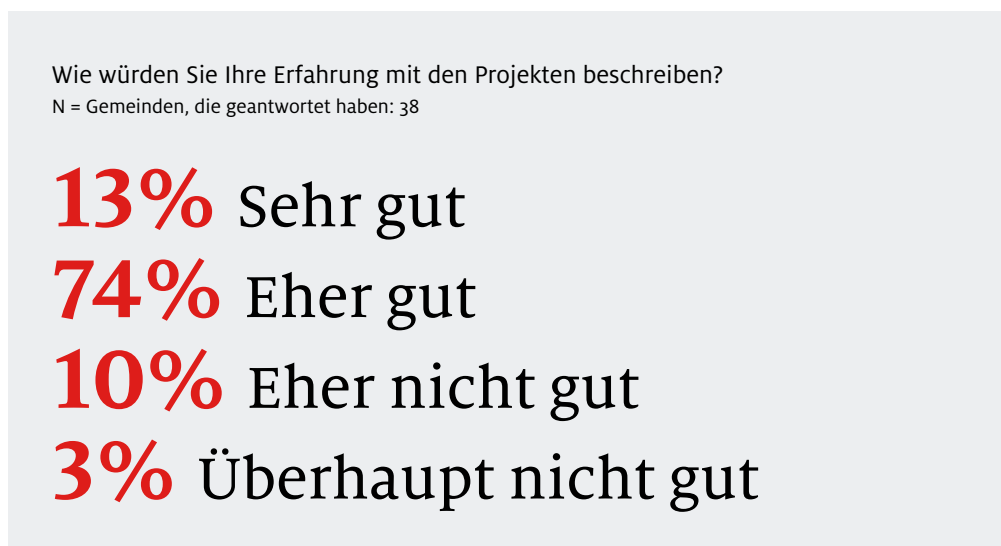 Wie würden Sie Ihre Erfahrung mit den Projekten beschreiben?
N = Gemeinden, die geantwortet haben: 38
13% Sehr gut
74% Eher gut
10% Eher nicht gut
3% Überhaupt nicht gut